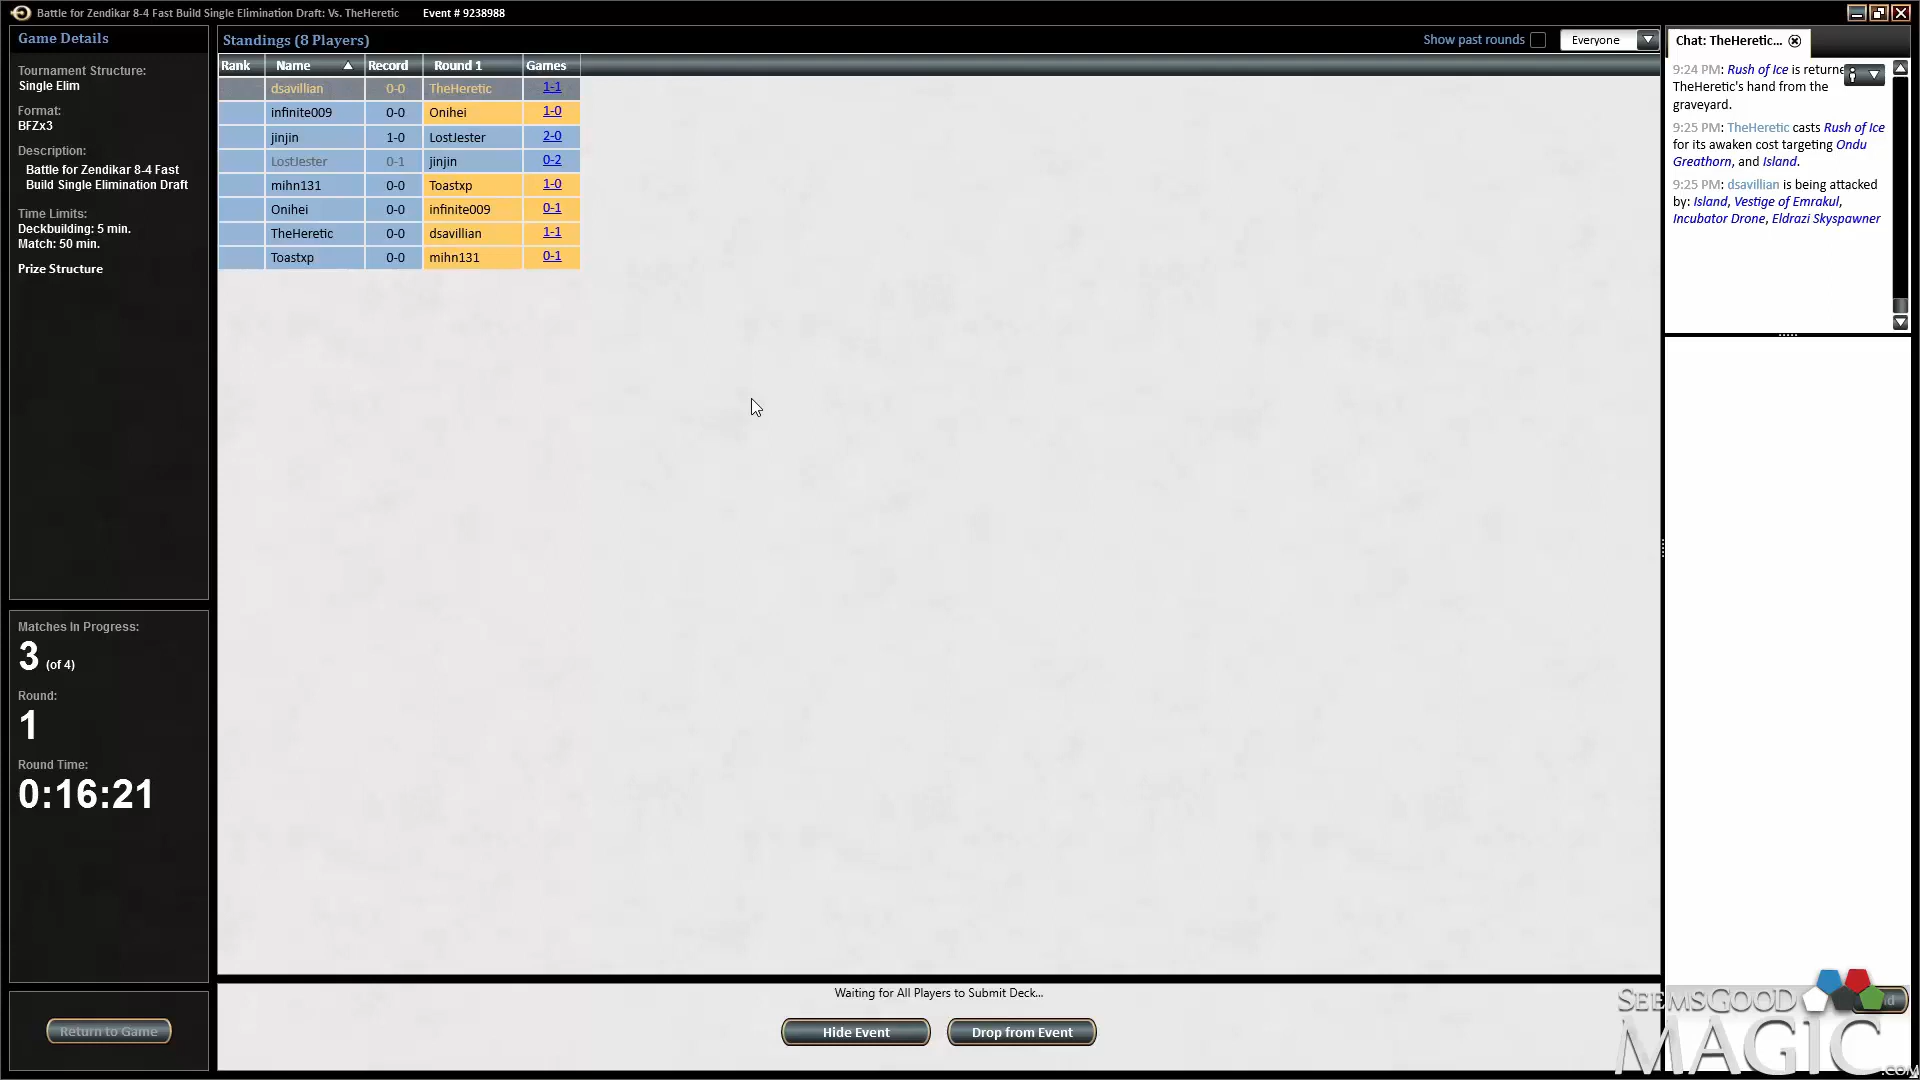 Battle for Zendikar 8-4 Fast Build Single Elimination Draft: Vs. TheHeretic Event # 9238988
Game Details
Tournament Structure:
Single Elim
Format:
BFZx3
Description:
Battle for Zendikar 8-4 Fast
Build Single Elimination Draft
Time Limits:
Deckbuilding: 5 min.
Match: 50 min.
Prize Structure
Matches In Progress:
3 (of 4)
Round:
1
Round Time:
0:16:21
Return to Game
Standings (8 Players)
Show past rounds
Everyone
Rank Name Record Round 1 Games
dsavillian 0-0 TheHeretic 1-1
infinite009 0-0 Onihei 1-0
jinjin 1-0 LostJester 2-0
LostJester 0-1 jinjin 0-2
mihn131 0-0 Toastxp 1-0
Onihei 0-0 infinite009 0-1
TheHeretic 0-0 dsavillian 1-1
Toastxp 0-0 mihn131 0-1
Waiting for All Players to Submit Deck...
Hide Event Drop from Event
Chat: TheHeretic...
9:24 PM: Rush of Ice is returne
TheHeretic's hand from the
graveyard.
9:25 PM: TheHeretic casts Rush of Ice
for its awaken cost targeting Ondu
Greathorn, and Island.
9:25 PM: dsavillian is being attacked
by: Island, Vestige of Emrakul,
Incubator Drone, Eldrazi Skyspawner
SEEMSGOOD
MAGIC
.COM